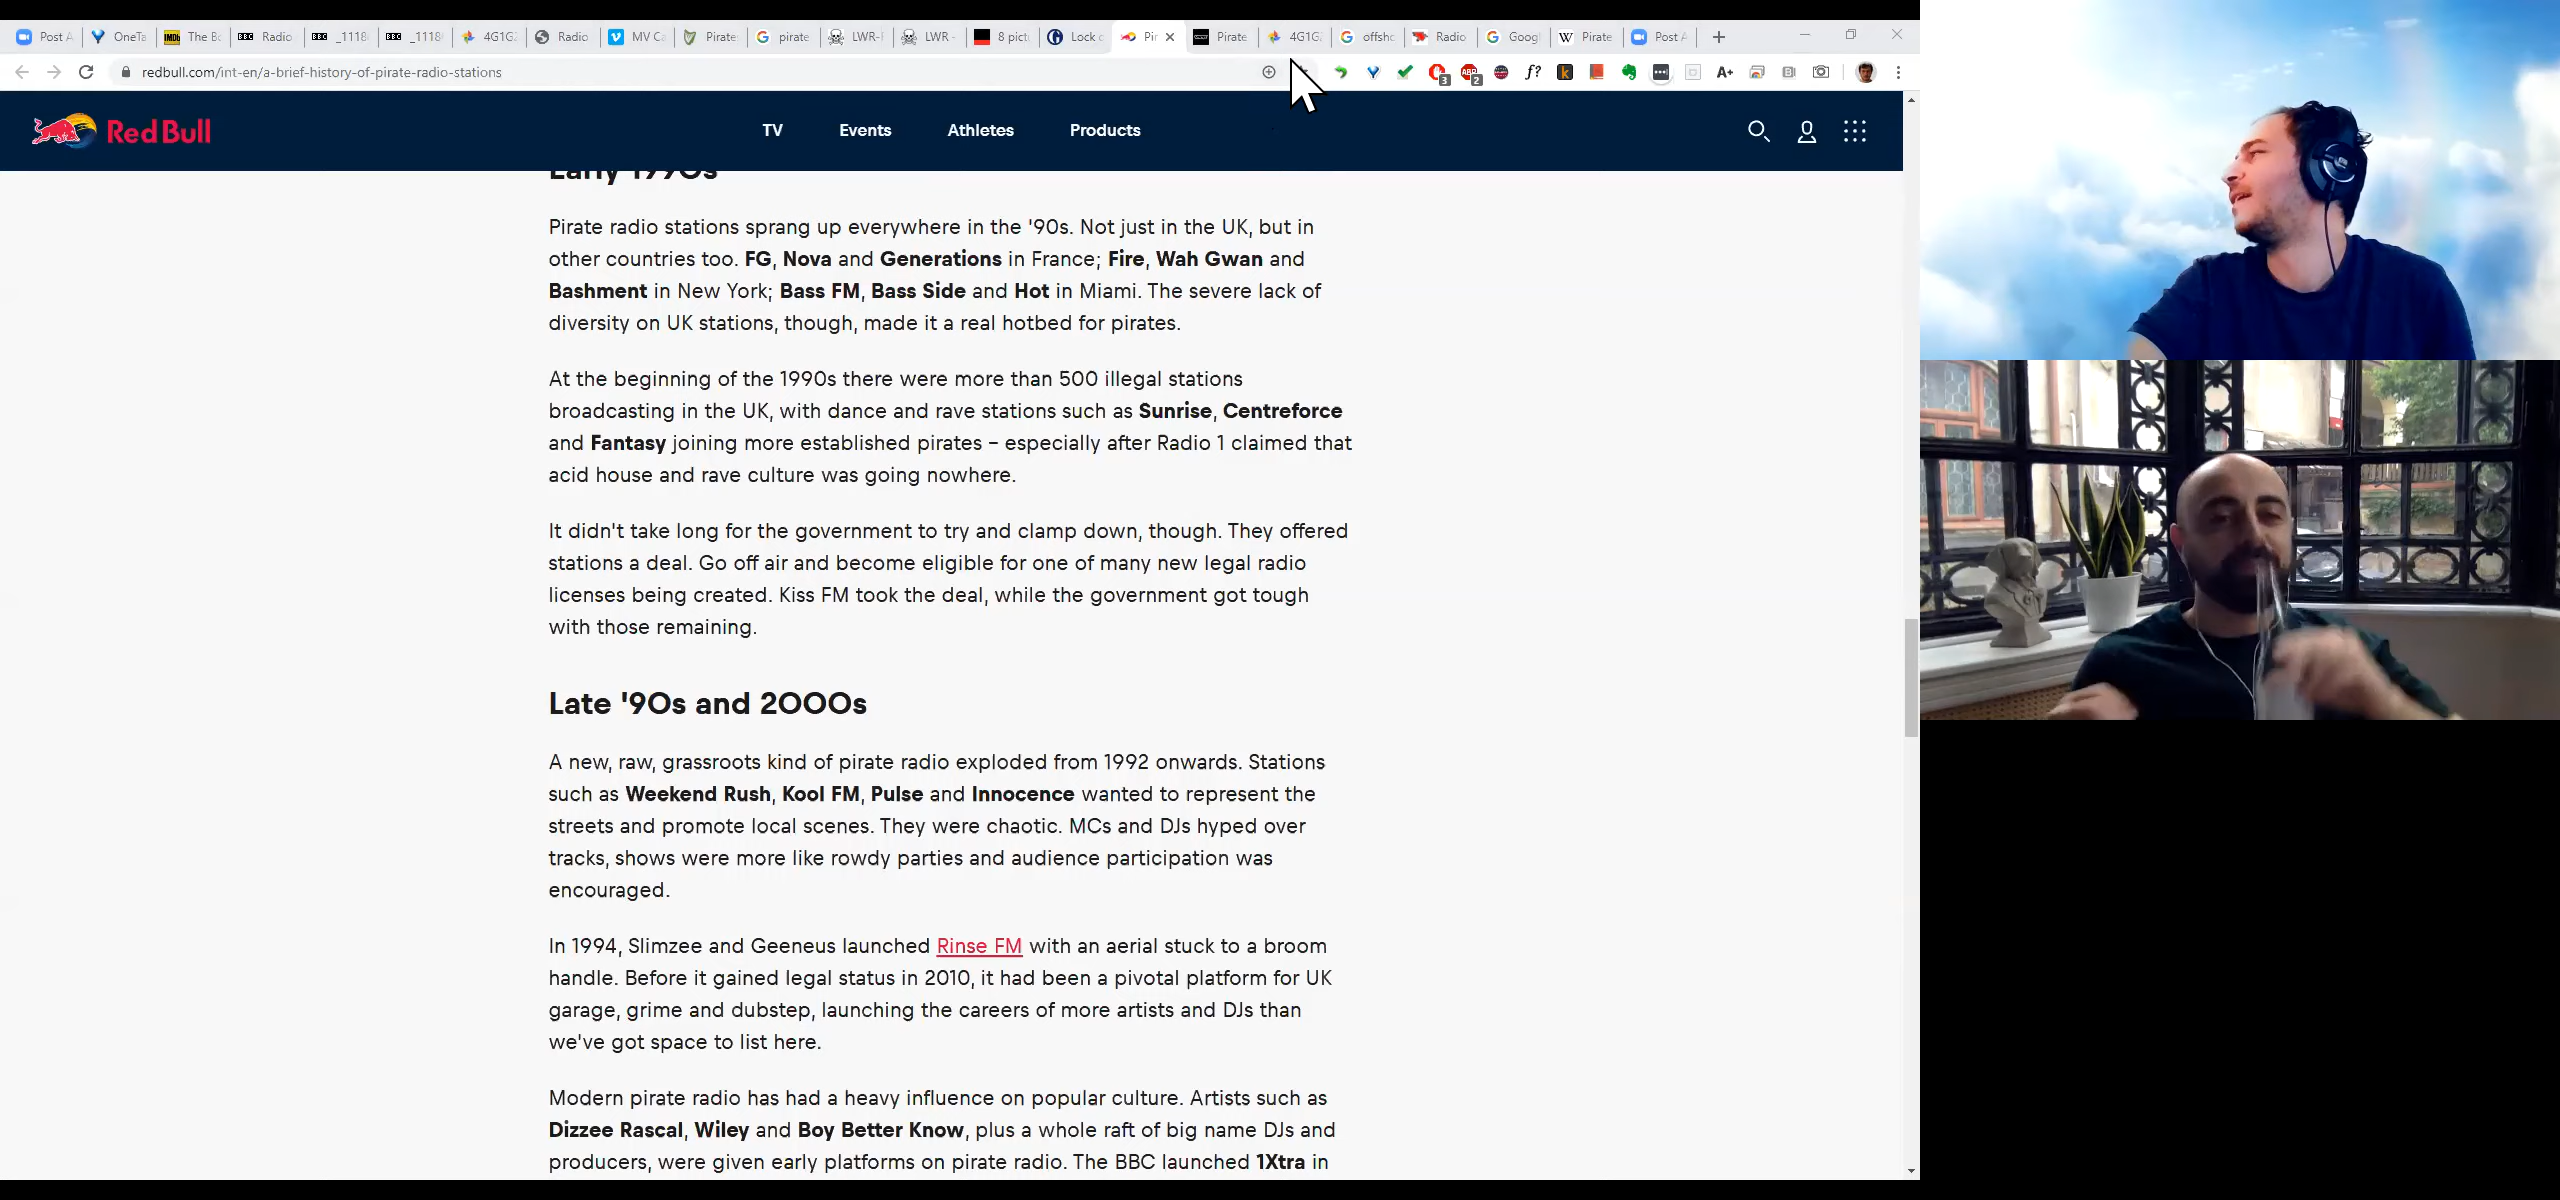 Post A
OneTa
The Bo
Radio
_1118
_1118
4G1G
Radio
MV Ca
Pirate
pirate
LWR-
LWR -
8 pict
Lock o
Pir
Pirate
4G1G
offsho
Radio
Goog
Pirate
Post A
redbull.com/int-en/a-brief-history-of-pirate-radio-stations
Red Bull
TV
Events
Athletes
Products
Early 1990s
Pirate radio stations sprang up everywhere in the '90s. Not just in the UK, but in
other countries too. FG, Nova and Generations in France; Fire, Wah Gwan and
Bashment in New York; Bass FM, Bass Side and Hot in Miami. The severe lack of
diversity on UK stations, though, made it a real hotbed for pirates.
At the beginning of the 1990s there were more than 500 illegal stations
broadcasting in the UK, with dance and rave stations such as Sunrise, Centreforce
and Fantasy joining more established pirates – especially after Radio 1 claimed that
acid house and rave culture was going nowhere.
It didn't take long for the government to try and clamp down, though. They offered
stations a deal. Go off air and become eligible for one of many new legal radio
licenses being created. Kiss FM took the deal, while the government got tough
with those remaining.
Late '90s and 2000s
A new, raw, grassroots kind of pirate radio exploded from 1992 onwards. Stations
such as Weekend Rush, Kool FM, Pulse and Innocence wanted to represent the
streets and promote local scenes. They were chaotic. MCs and DJs hyped over
tracks, shows were more like rowdy parties and audience participation was
encouraged.
In 1994, Slimzee and Geeneus launched Rinse FM with an aerial stuck to a broom
handle. Before it gained legal status in 2010, it had been a pivotal platform for UK
garage, grime and dubstep, launching the careers of more artists and DJs than
we've got space to list here.
Modern pirate radio has had a heavy influence on popular culture. Artists such as
Dizzee Rascal, Wiley and Boy Better Know, plus a whole raft of big name DJs and
producers, were given early platforms on pirate radio. The BBC launched 1Xtra in